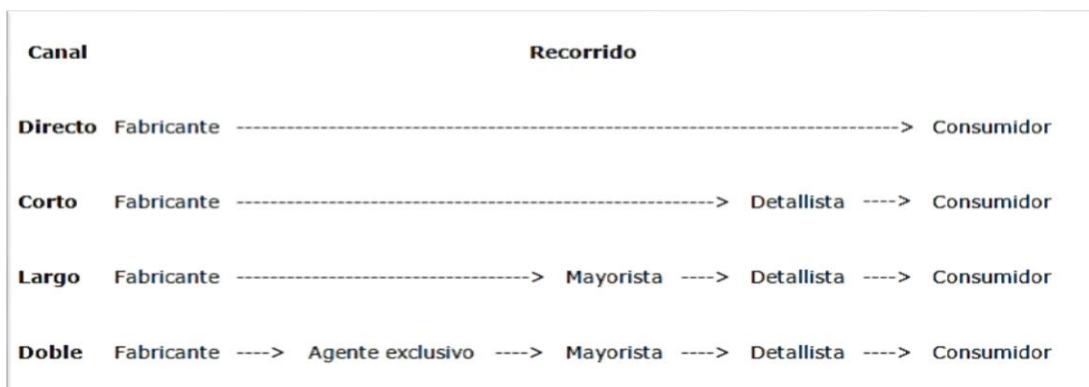 Canal Recorrido
Directo Fabricante -------------------------------------------------------------------------------> Consumidor
Corto Fabricante ---------------------------------------------------------> Detallista ----> Consumidor
Largo Fabricante -----------------------------------> Mayorista ----> Detallista ----> Consumidor
Doble Fabricante ----> Agente exclusivo ----> Mayorista ----> Detallista ----> Consumidor